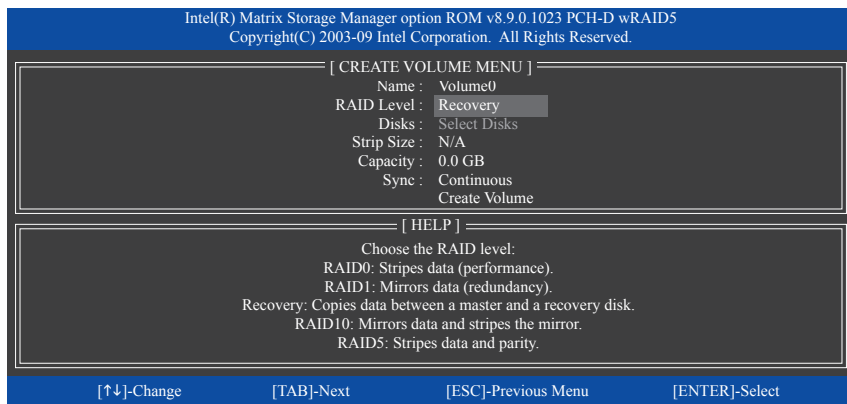 Intel(R) Matrix Storage Manager option ROM v8.9.0.1023 PCH-D wRAID5
Copyright(C) 2003-09 Intel Corporation. All Rights Reserved.
[ CREATE VOLUME MENU ]
Name : Volume0
RAID Level : Recovery
Disks : Select Disks
Strip Size : N/A
Capacity : 0.0 GB
Sync : Continuous
Create Volume
[ HELP ]
Choose the RAID level:
RAID0: Stripes data (performance).
RAID1: Mirrors data (redundancy).
Recovery: Copies data between a master and a recovery disk.
RAID10: Mirrors data and stripes the mirror.
RAID5: Stripes data and parity.
[↑↓]-Change [TAB]-Next [ESC]-Previous Menu [ENTER]-Select